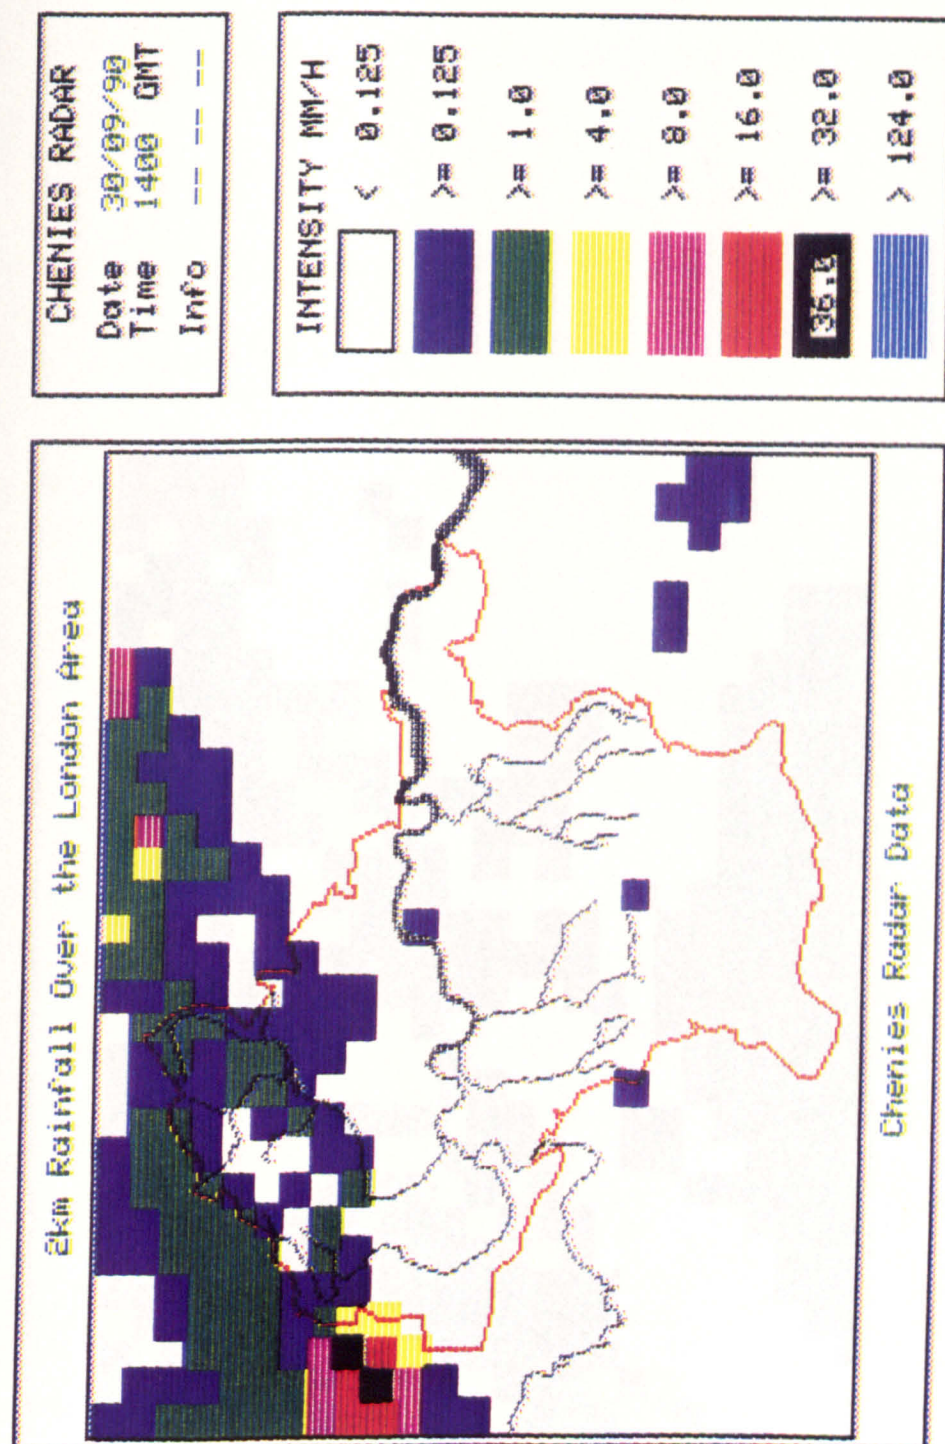 2km Rainfall Over the London Area
Chenies Radar Data
CHENIES RADAR
Date 30/09/90
Time 1400 GMT
Info -- -- -- --
INTENSITY MM/H
< 0.125
>= 0.125
>= 1.0
>= 4.0
>= 8.0
>= 16.0
36.0 >= 32.0
> 124.0